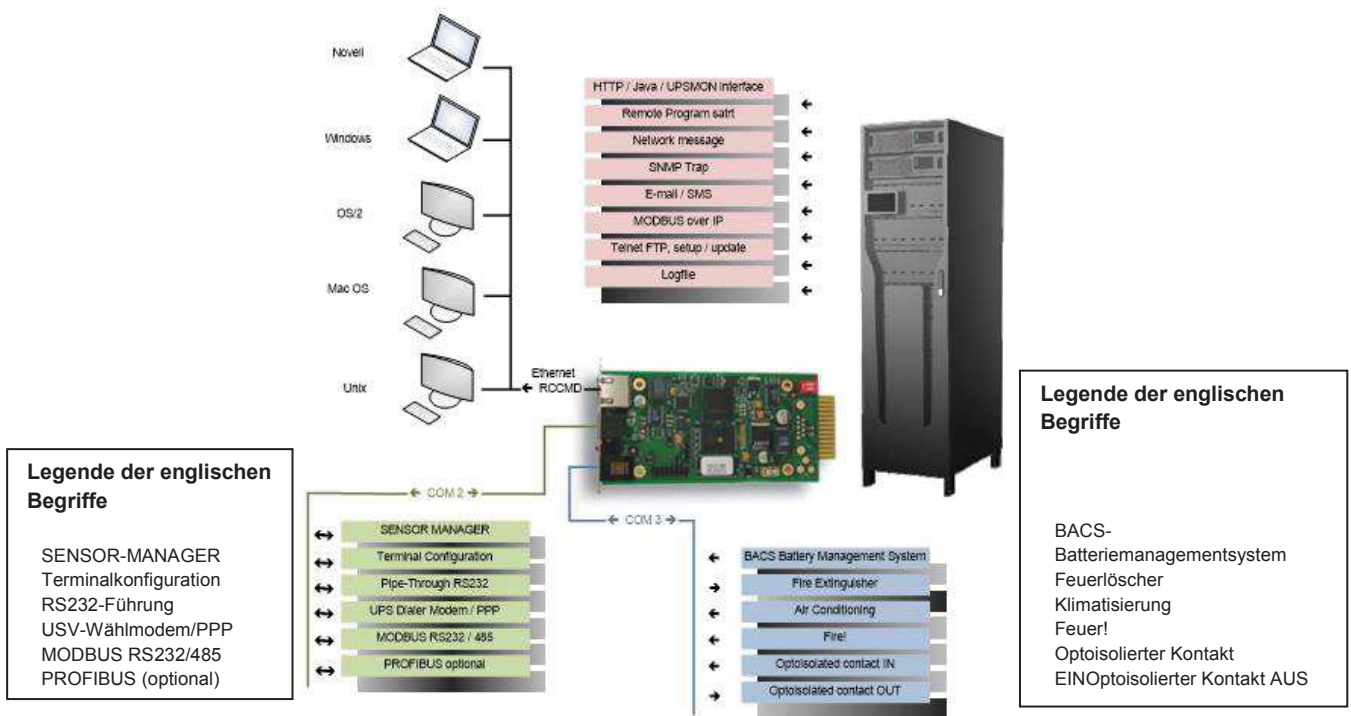 Novell
Windows
OS/2
Mac OS
Unix
HTTP / Java / UPSMON Interface
Remote Program satrt
Network message
SNMP Trap
E-mail / SMS
MODBUS over IP
Telnet FTP, setup / update
Logfile
Ethernet
RCCMD
COM 2
SENSOR MANAGER
Terminal Configuration
Pipe-Through RS232
UPS Dialer Modem / PPP
MODBUS RS232 / 485
PROFIBUS optional
COM 3
BACS Battery Management System
Fire Extinguisher
Air Conditioning
Fire!
Optoisolated contact IN
Optoisolated contact OUT
Legende der englischen
Begriffe
SENSOR-MANAGER
Terminalkonfiguration
RS232-Führung
USV-Wählmodem/PPP
MODBUS RS232/485
PROFIBUS (optional)
Legende der englischen
Begriffe
BACS-
Batteriemanagementsystem
Feuerlöscher
Klimatisierung
Feuer!
Optoisolierter Kontakt
EINOptoisolierter Kontakt AUS